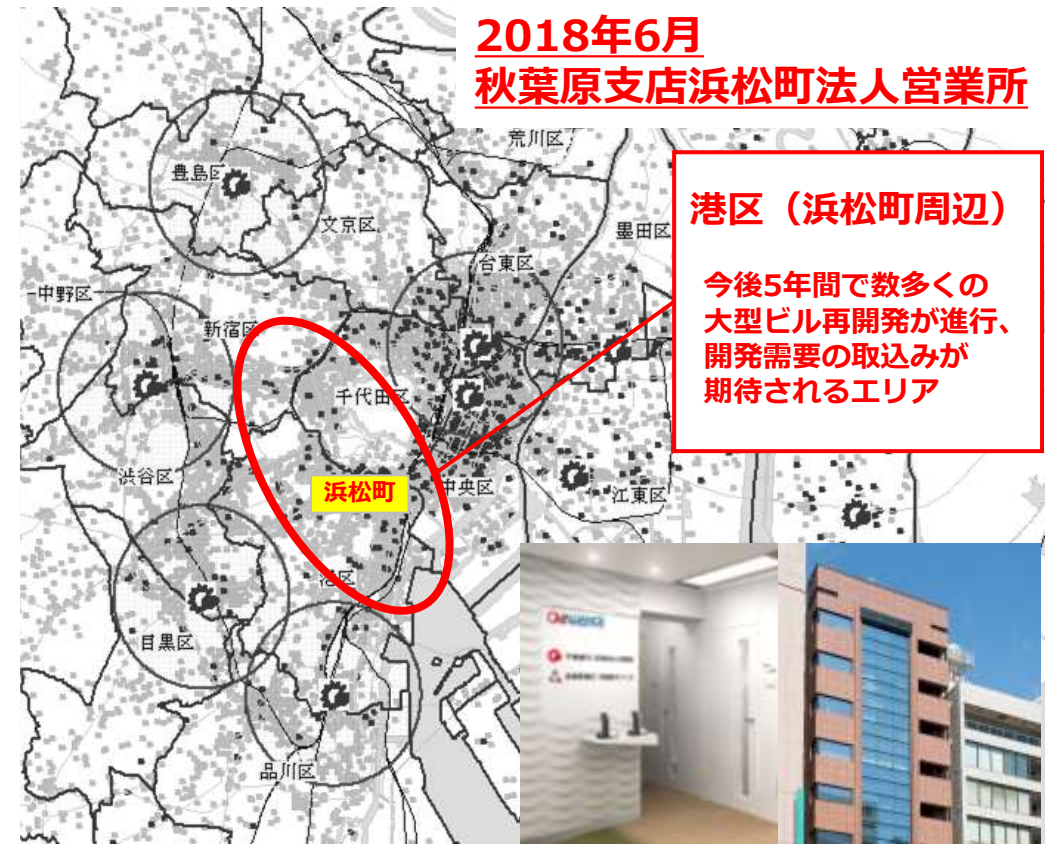 2018年6月
秋葉原支店浜松町法人営業所
荒川区
豊島区
文京区
墨田区
台東区
港区（浜松町周辺）
今後5年間で数多くの
大型ビル再開発が進行、
開発需要の取込みが
期待されるエリア
中野区
新宿区
千代田区
渋谷区
浜松町
中央区
江東区
港区
目黒区
品川区